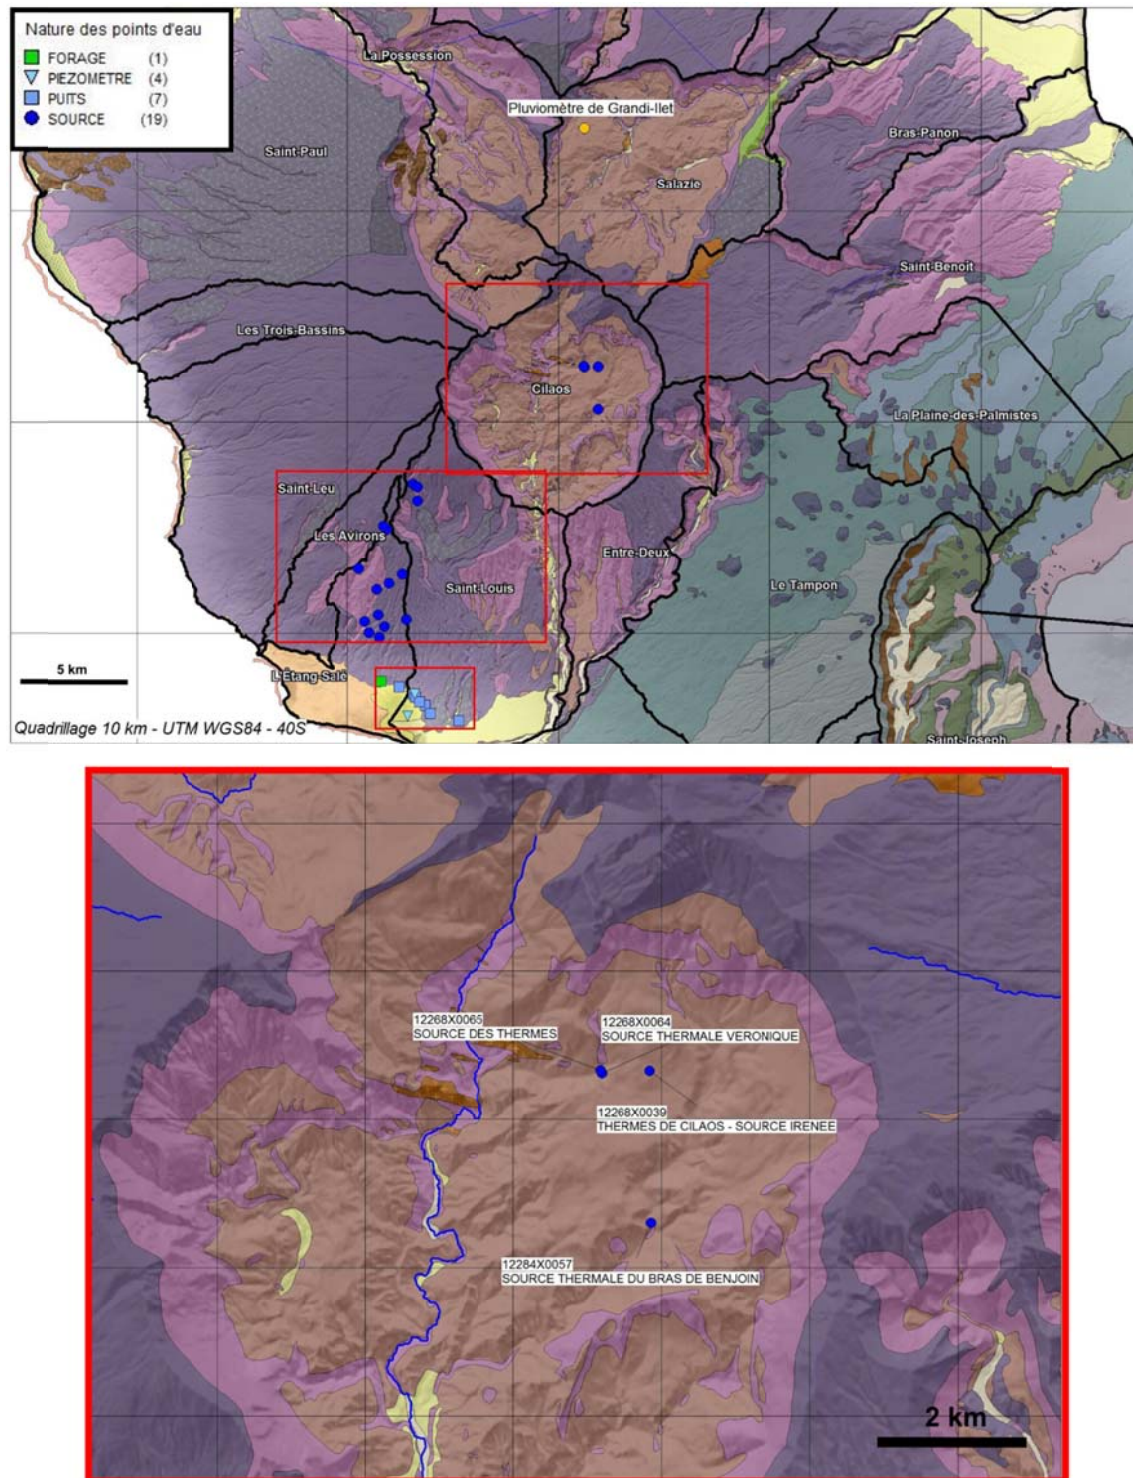 Nature des points d'eau
FORAGE (1)
PIEZOMETRE (4)
PUITS (7)
SOURCE (19)
La Possession
Pluviomètre de Grandi-Ilet
Bras-Panon
Saint-Paul
Salazie
Saint-Benoît
Les Trois-Bassins
Cilaos
La Plaine-des-Palmistes
Saint-Leu
Les Avirons
Entre-Deux
Saint-Louis
Le Tampon
5 km
L'Étang-Salé
Quadrillage 10 km - UTM WGS84 - 40S
Saint-Joseph
12268X0065
SOURCE DES THERMES
12268X0064
SOURCE THERMALE VERONIQUE
12268X0039
THERMES DE CILAOS - SOURCE IRENEE
12284X0057
SOURCE THERMALE DU BRAS DE BENJOIN
2 km